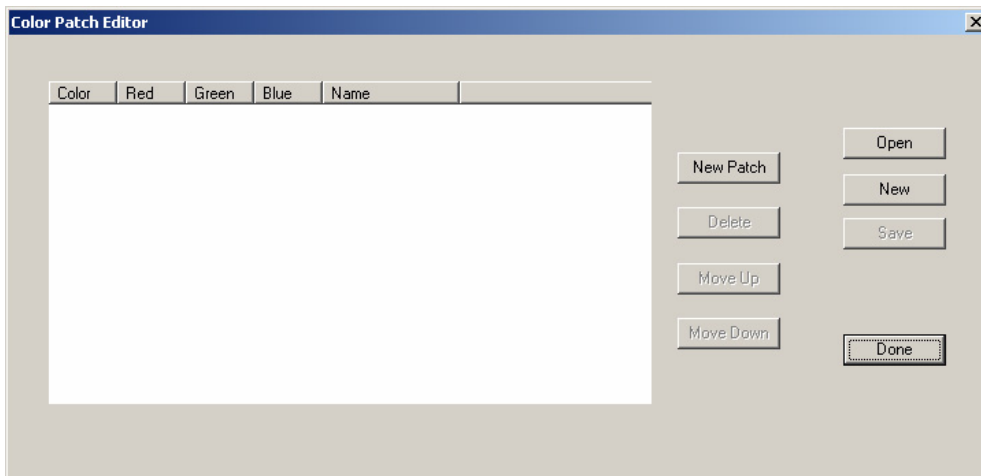 Color Patch Editor
Color Red Green Blue Name
New Patch
Delete
Move Up
Move Down
Open
New
Save
Done